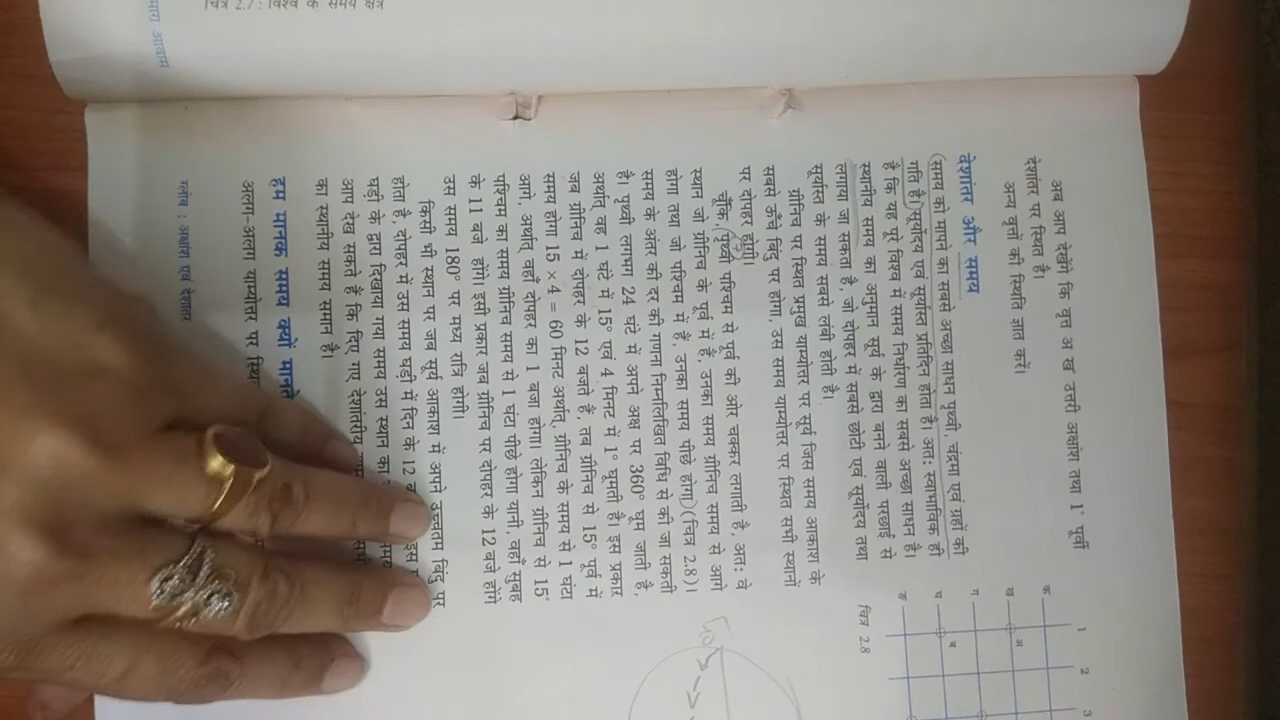 चित्र 2.7 : विश्व के समय क्षेत्र
अब आप देखेंगे कि वृत्त अ ख उत्तरी अक्षांश तथा 1° पूर्वी
देशांतर पर स्थित है।
अन्य वृत्तों की स्थिति ज्ञात करें।
देशांतर और समय
(समय को मापने का सबसे अच्छा साधन पृथ्वी, चंद्रमा एवं ग्रहों की
गति है। सूर्योदय एवं सूर्यास्त प्रतिदिन होता है। अतः स्वाभाविक ही
है कि यह पूरे विश्व में समय निर्धारण का सबसे अच्छा साधन है।
स्थानीय समय का अनुमान सूर्य के द्वारा बनने वाली परछाईं से
लगाया जा सकता है, जो दोपहर में सबसे छोटी एवं सूर्योदय तथा
सूर्यास्त के समय सबसे लंबी होती है।
ग्रीनिच पर स्थित प्रमुख याम्योत्तर पर सूर्य जिस समय आकाश के
सबसे ऊँचे बिंदु पर होगा, उस समय याम्योत्तर पर स्थित सभी स्थानों
पर दोपहर होगी।
चूँकि, पृथ्वी पश्चिम से पूर्व की ओर चक्कर लगाती है, अतः वे
स्थान जो ग्रीनिच के पूर्व में हैं, उनका समय ग्रीनिच समय से आगे
होगा तथा जो पश्चिम में हैं, उनका समय पीछे होगा) (चित्र 2.8)।
समय के अंतर की दर की गणना निम्नलिखित विधि से की जा सकती
है। पृथ्वी लगभग 24 घंटे में अपने अक्ष पर 360° घूम जाती है,
अर्थात् वह 1 घंटे में 15° एवं 4 मिनट में 1° घूमती है। इस प्रकार
जब ग्रीनिच में दोपहर के 12 बजते हैं, तब ग्रीनिच से 15° पूर्व में
समय होगा 15 × 4 = 60 मिनट अर्थात्, ग्रीनिच के समय से 1 घंटा
आगे, अर्थात् वहाँ दोपहर का 1 बजा होगा। लेकिन ग्रीनिच से 15°
पश्चिम का समय ग्रीनिच समय से 1 घंटा पीछे होगा यानी, वहाँ सुबह
के 11 बजे होंगे। इसी प्रकार जब ग्रीनिच पर दोपहर के 12 बजे होंगे
उस समय 180° पर मध्य रात्रि होगी।
किसी भी स्थान पर जब सूर्य आकाश में अपने उच्चतम बिंदु पर
होता है, दोपहर में उस समय घड़ी में दिन के 12 इस
घड़ी के द्वारा दिखाया गया समय उस स्थान का
आप देख सकते हैं कि दिए गए देशांतरीय
का स्थानीय समय समान है।
हम मानक समय क्यों मानते
अलग-अलग याम्योत्तर पर
ग्लोब : अक्षांश एवं देशांतर
1 2 3
क
ख अ
ग
घ ब
ङ
चित्र 2.8